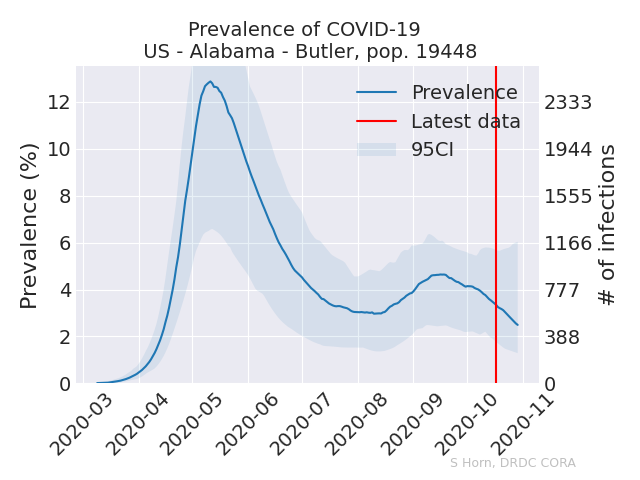 Prevalence of COVID-19
US - Alabama - Butler, pop. 19448
Prevalence
Latest data
95CI
Prevalence (%)
12
10
8
6
4
2
0
2333
1944
1555
1166
777
388
0
# of infections
2020-03
2020-04
2020-05
2020-06
2020-07
2020-08
2020-09
2020-10
2020-11
S Horn, DRDC CORA